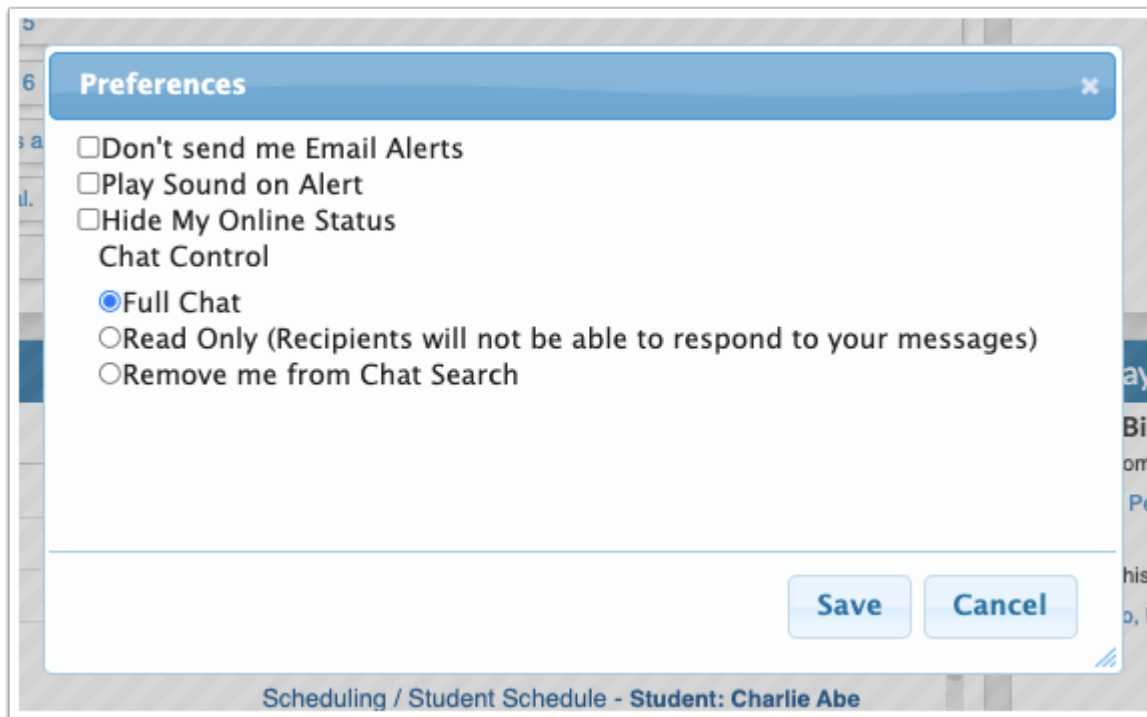 5
6
Preferences
Don't send me Email Alerts
Play Sound on Alert
Hide My Online Status
Chat Control
Full Chat
Read Only (Recipients will not be able to respond to your messages)
Remove me from Chat Search
Save
Cancel
Scheduling / Student Schedule - Student: Charlie Abe